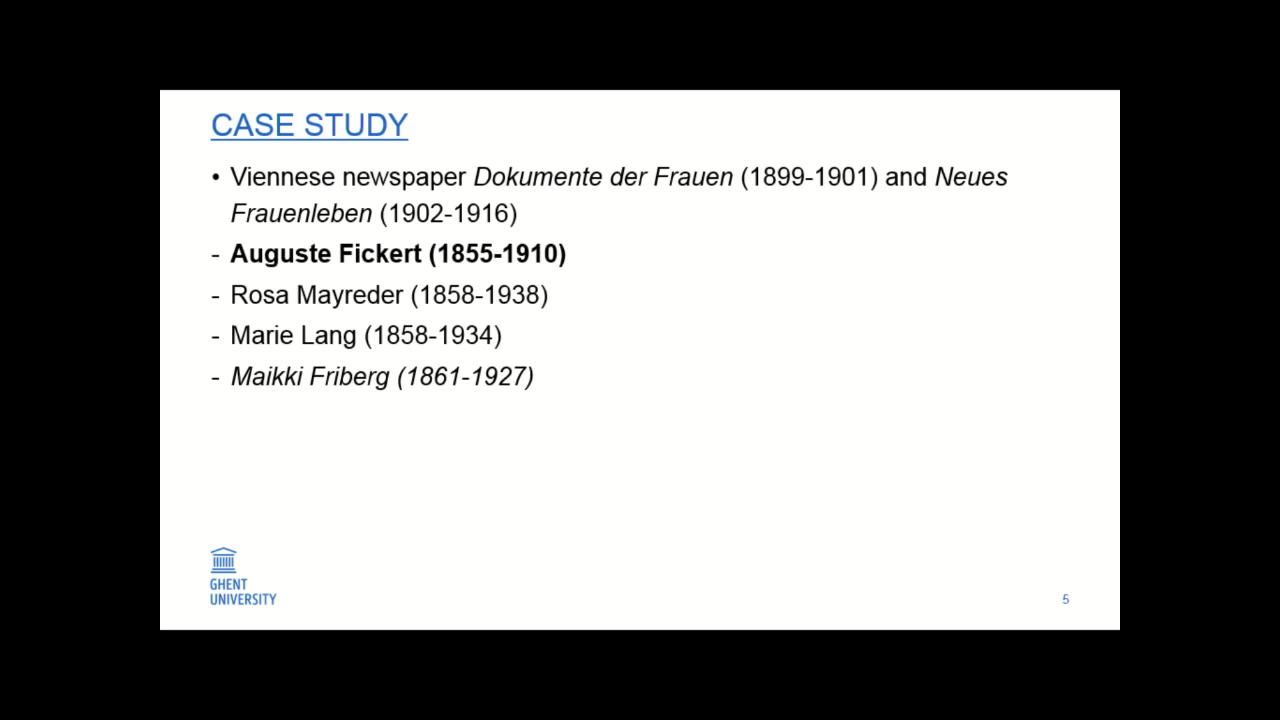 CASE STUDY
• Viennese newspaper Dokumente der Frauen (1899-1901) and Neues
Frauenleben (1902-1916)
- Auguste Fickert (1855-1910)
- Rosa Mayreder (1858-1938)
- Marie Lang (1858-1934)
- Maikki Friberg (1861-1927)
GHENT
UNIVERSITY
5